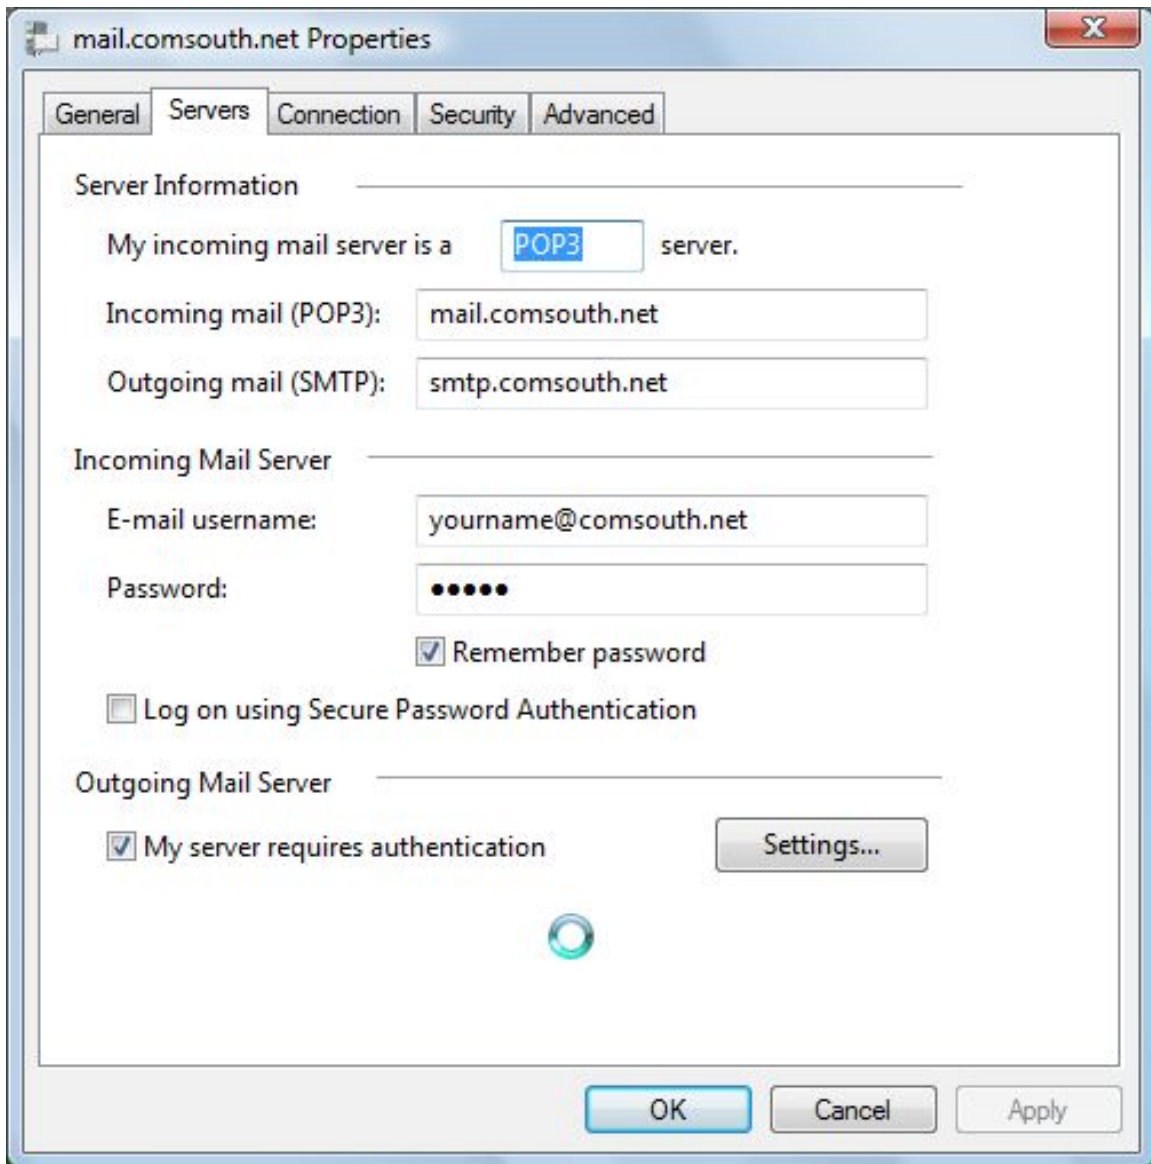 mail.comsouth.net Properties
X
General Servers Connection Security Advanced
Server Information
My incoming mail server is a POP3 server.
Incoming mail (POP3): mail.comsouth.net
Outgoing mail (SMTP): smtp.comsouth.net
Incoming Mail Server
E-mail username: yourname@comsouth.net
Password: •••••
Remember password
Log on using Secure Password Authentication
Outgoing Mail Server
My server requires authentication Settings...
OK Cancel Apply